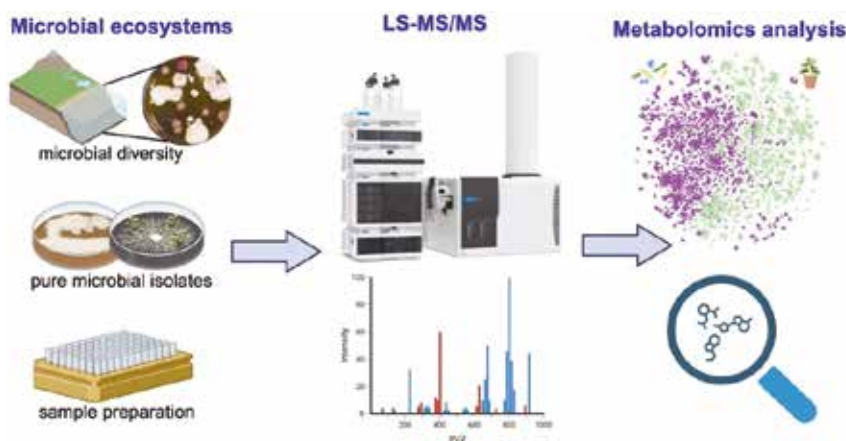 Microbial ecosystems
LS-MS/MS
Metabolomics analysis
microbial diversity
pure microbial isolates
sample preparation
100
80
60
40
20
0
Intensity
200
400
600
800
1000